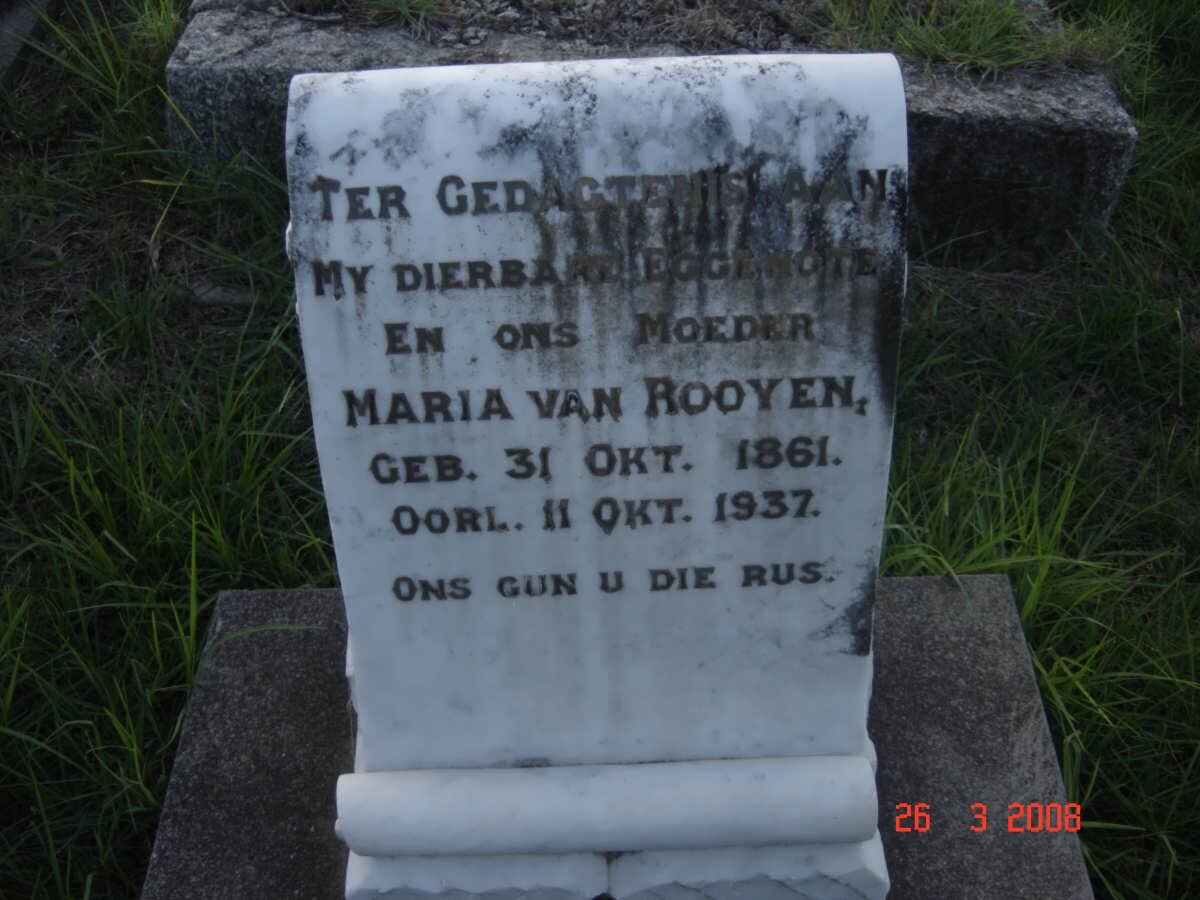 TER GEDAGTENIS AAN
MY DIERBARE EGGENOTE
EN ONS MOEDER
MARIA VAN ROOYEN,
GEB. 31 OKT. 1861.
OORL. 11 OKT. 1937.
ONS GUN U DIE RUS.
26 3 2008